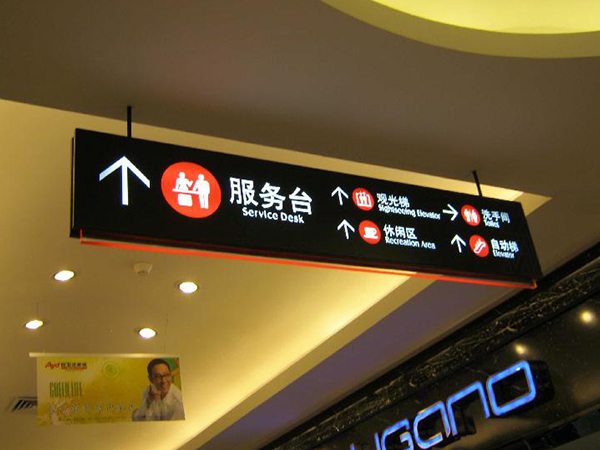 服务台
Service Desk
观光梯
Sightseeing Elevator
洗手间
Toilet
休闲区
Recreation Area
自动梯
Elevator
GREEN LIFE
UGANO